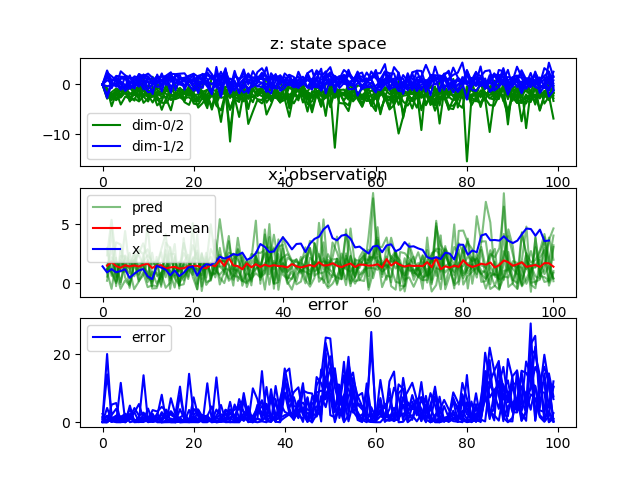 z: state space
0
−10
dim-0/2
dim-1/2
0 20 40 60 80 100
x: observation
5
0
pred
pred_mean
x
0 20 40 60 80 100
error
20
0
error
0 20 40 60 80 100